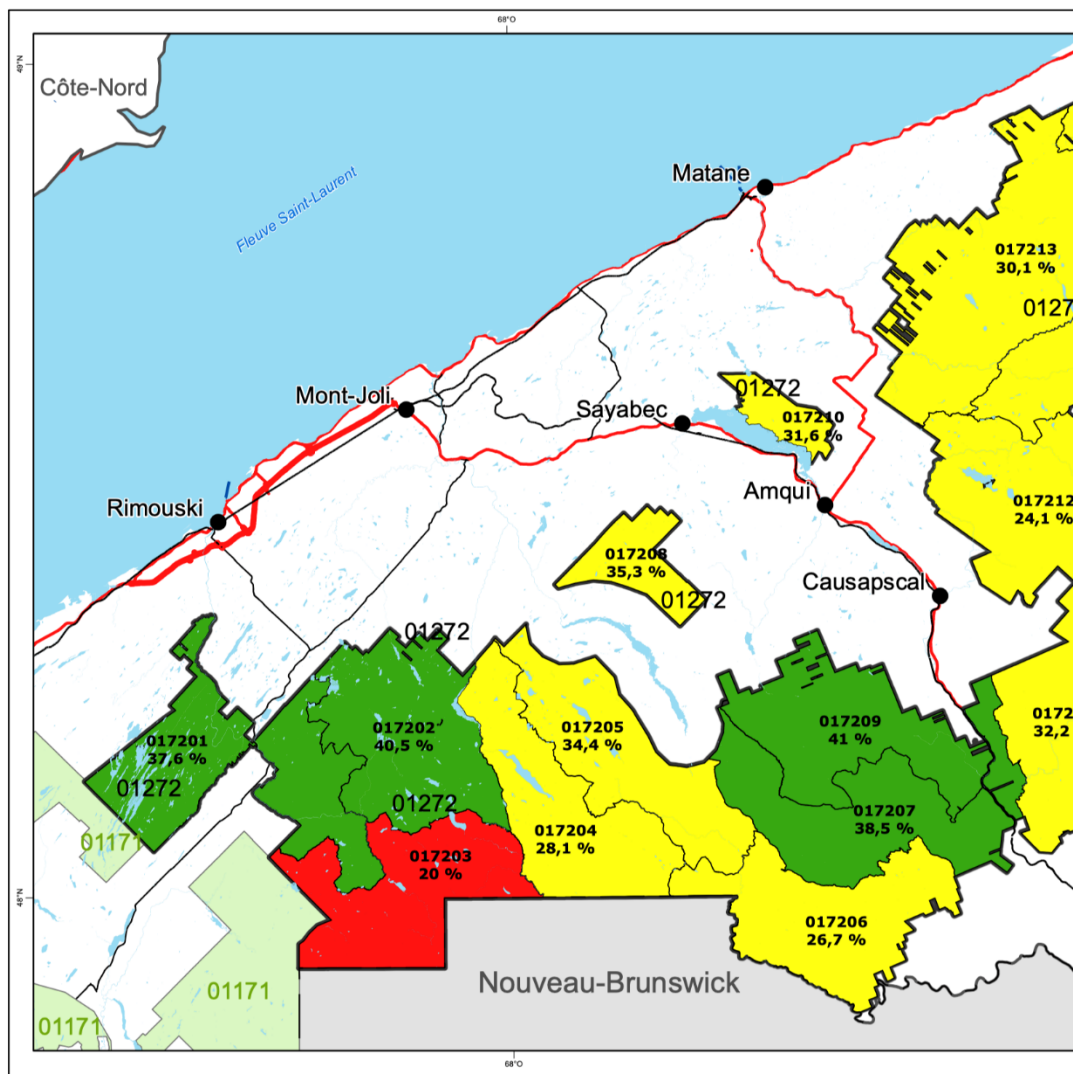 68°O
49°N
Côte-Nord
Fleuve Saint-Laurent
Matane
017213
30,1 %
0127
01272
Mont-Joli
Sayabec
017210
31,6 %
Amqui
017212
24,1 %
Rimouski
017208
35,3 %
01272
Causapscal
01272
017201
37,6 %
01272
017202
40,5 %
017205
34,4 %
017209
41 %
0172
32,2
01272
017207
38,5 %
01171
017204
28,1 %
017203
20 %
48°N
017206
26,7 %
Nouveau-Brunswick
01171
01171
68°O